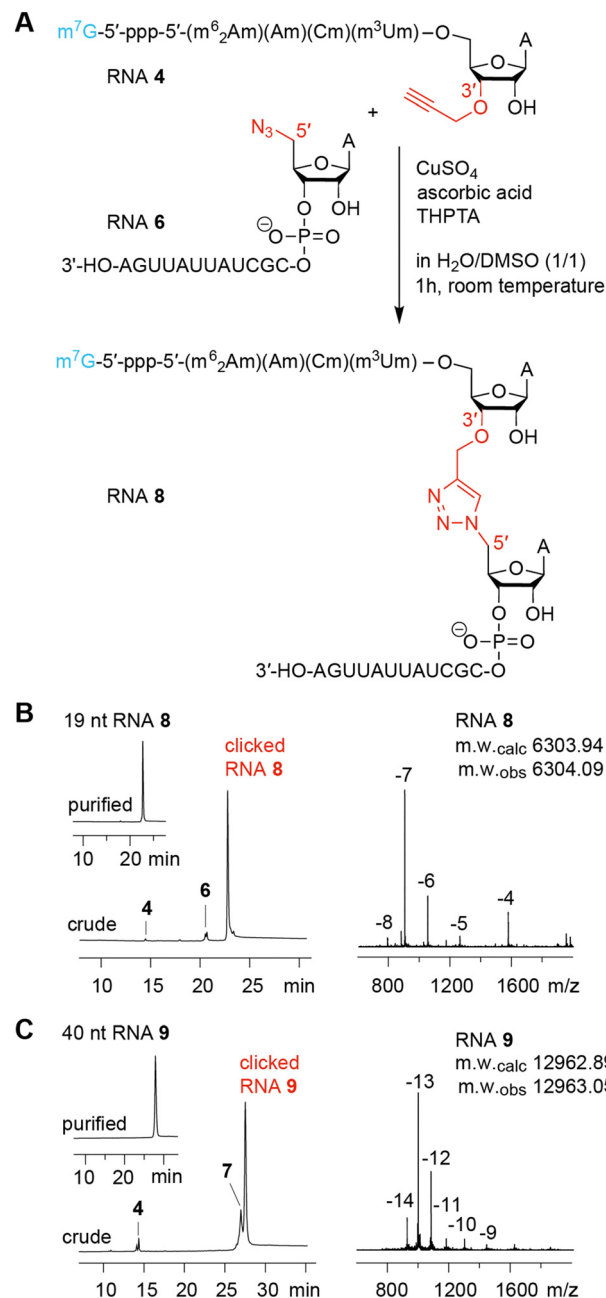 A
m⁷G-5′-ppp-5′-(m⁶₂Am)(Am)(Cm)(m³Um)–O
A
O
RNA 4
3′
O
OH
+
N₃
5′
A
O
CuSO₄
ascorbic acid
THPTA
O
OH
RNA 6
⊖O–P=O
in H₂O/DMSO (1/1)
1h, room temperature
3'-HO-AGUUAUUAUCGC-O
m⁷G-5′-ppp-5′-(m⁶₂Am)(Am)(Cm)(m³Um)–O
A
O
3′
O
OH
RNA 8
N
N-N
5′
A
O
O
OH
⊖O–P=O
3′-HO-AGUUAUUAUCGC-O
B
19 nt RNA 8
clicked
RNA 8
RNA 8
m.w.calc 6303.94
m.w.obs 6304.09
purified
10 20 min
4
6
crude
10 15 20 min
-7
-6
-4
-8
-5
800 1200 1600 m/z
C
40 nt RNA 9
clicked
RNA 9
RNA 9
m.w.calc 12962.89
m.w.obs 12963.05
purified
10 20 min
7
4
crude
10 15 20 25 30 min
-13
-12
-14
-11
-10
-9
800 1200 1600 m/z